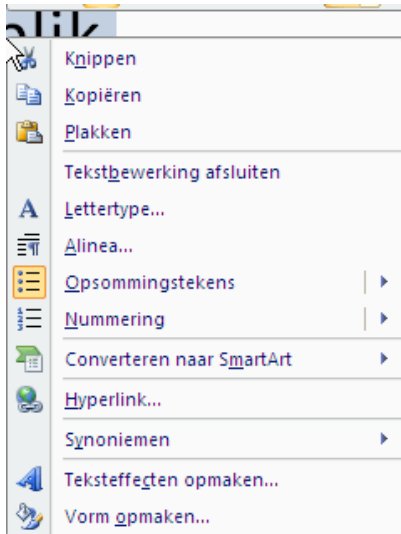 Knippen
Kopiëren
Plakken
Tekstbewerking afsluiten
Lettertype...
Alinea...
Opsommingstekens
Nummering
Converteren naar SmartArt
Hyperlink...
Synoniemen
Teksteffecten opmaken...
Vorm opmaken...